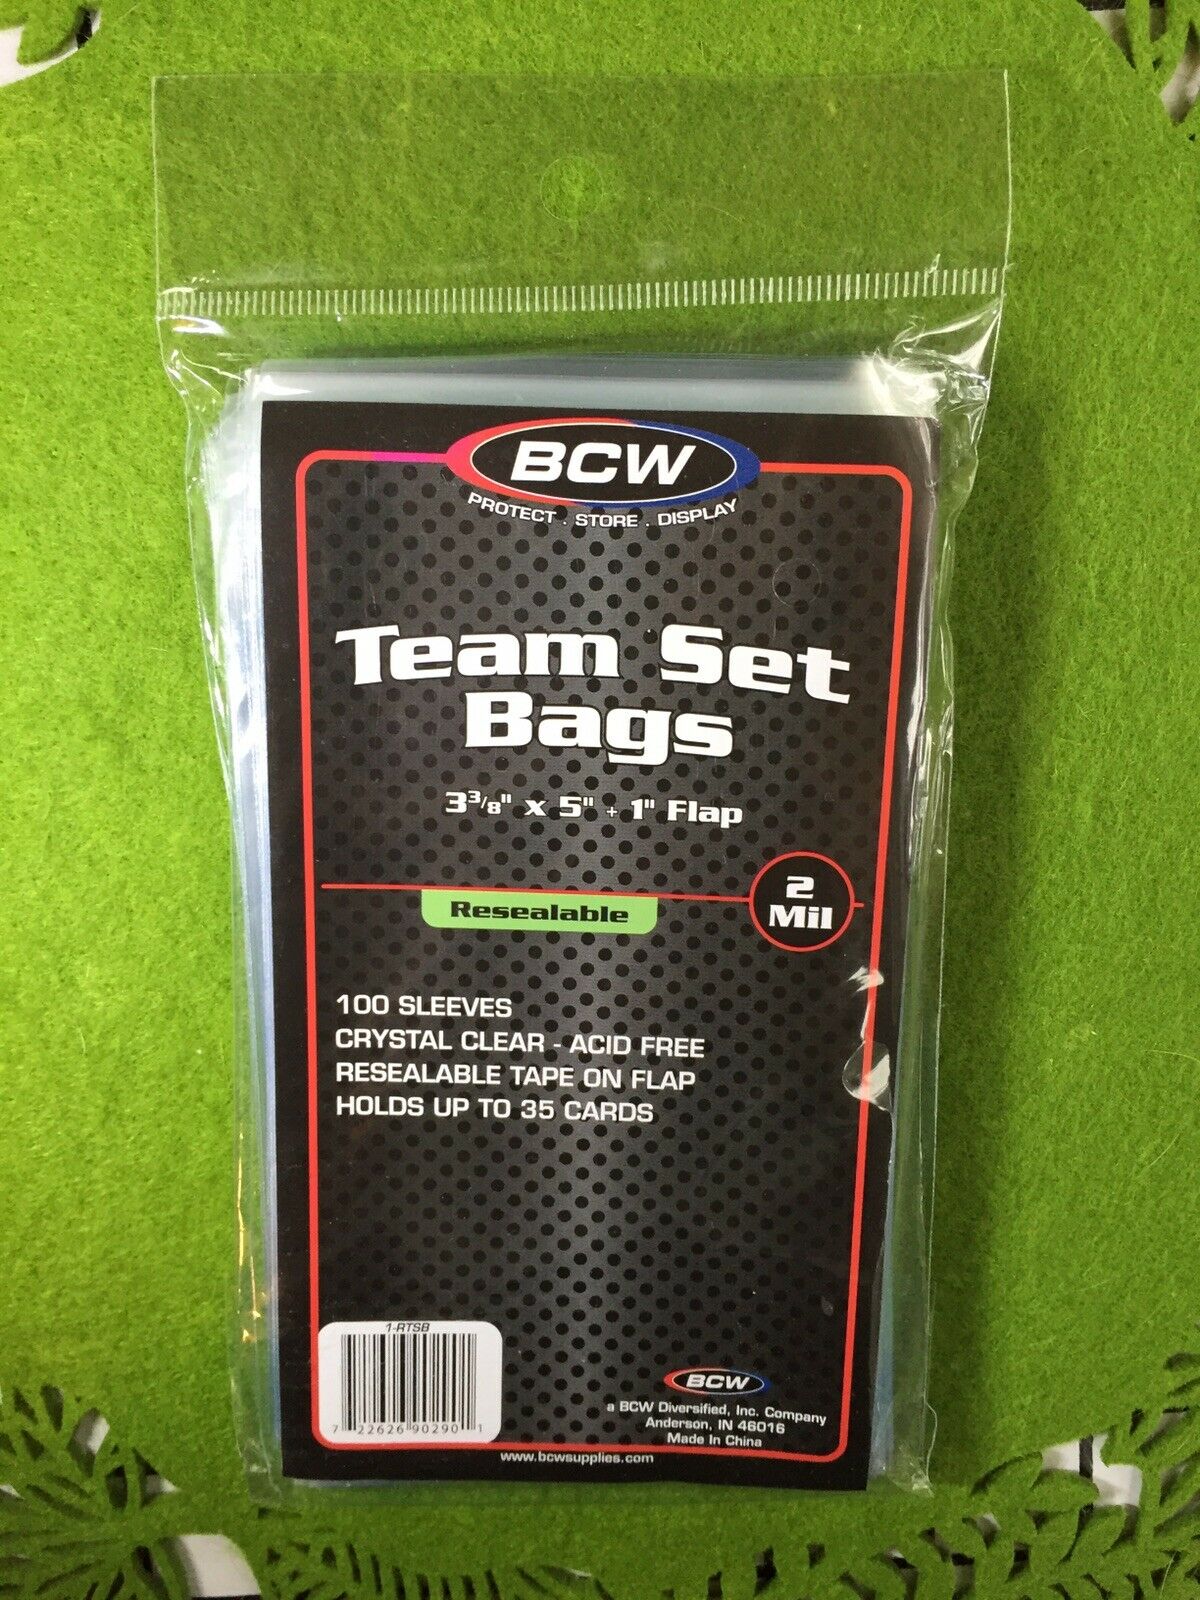 BCW
PROTECT . STORE . DISPLAY
Team Set
Bags
3 3/8" x 5" + 1" Flap
2
Mil
Resealable
100 SLEEVES
CRYSTAL CLEAR - ACID FREE
RESEALABLE TAPE ON FLAP
HOLDS UP TO 35 CARDS
1-RTSB
7 22626 90290 1
BCW
a BCW Diversified, Inc. Company
Anderson, IN 46016
Made In China
www.bcwsupplies.com